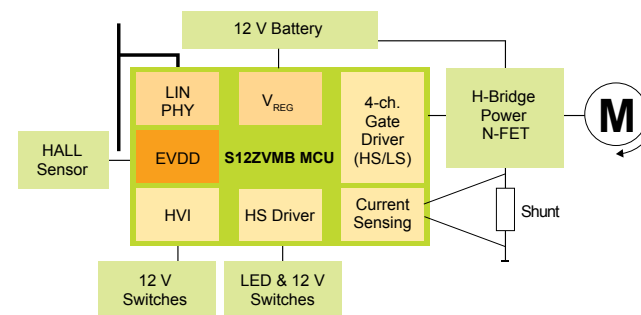 12 V Battery
LIN
PHY
VREG
4-ch.
Gate
Driver
(HS/LS)
H-Bridge
Power
N-FET
M
HALL
Sensor
EVDD
S12ZVMB MCU
HVI
HS Driver
Current
Sensing
Shunt
12 V
Switches
LED & 12 V
Switches